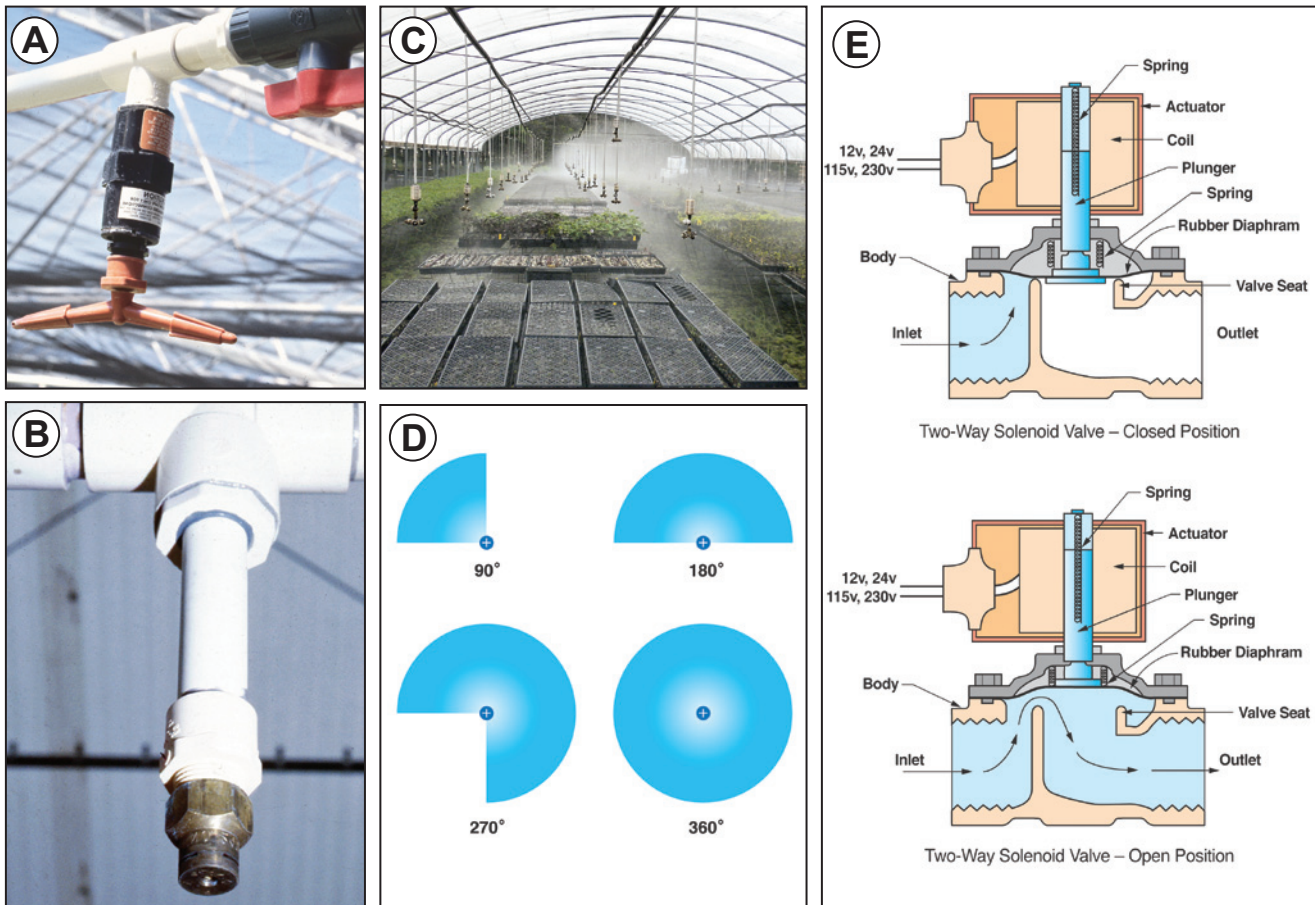 A
B
C
D
90°
180°
270°
360°
E
Spring
Actuator
Coil
12v, 24v
115v, 230v
Plunger
Spring
Rubber Diaphram
Body
Valve Seat
Inlet
Outlet
Two-Way Solenoid Valve – Closed Position
Spring
Actuator
Coil
12v, 24v
115v, 230v
Plunger
Spring
Rubber Diaphram
Body
Valve Seat
Inlet
Outlet
Two-Way Solenoid Valve – Open Position